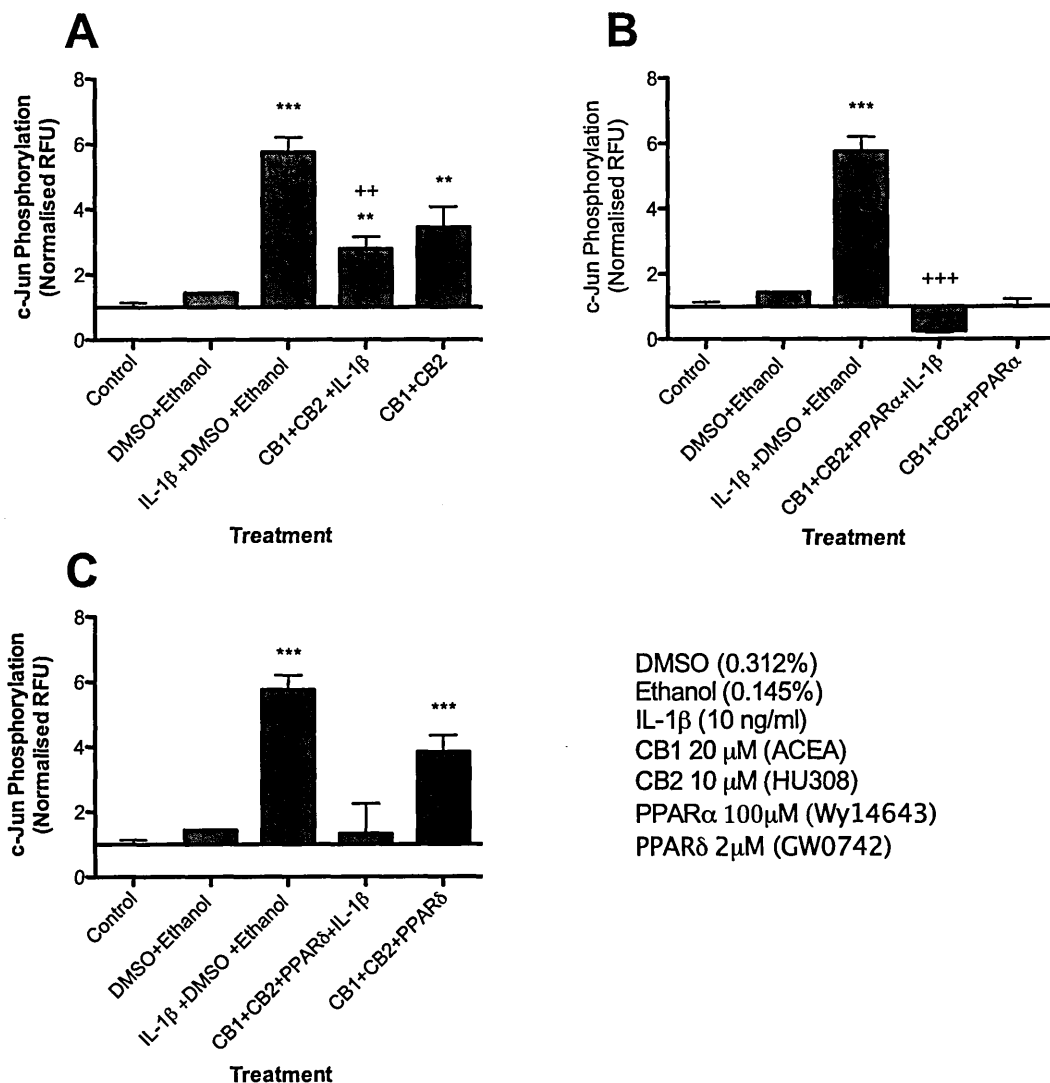 A
c-Jun Phosphorylation
(Normalised RFU)
8
6
4
2
0
***
++
**
**
Control
DMSO+Ethanol
IL-1β +DMSO +Ethanol
CB1+CB2 +IL-1β
CB1+CB2
Treatment
B
c-Jun Phosphorylation
(Normalised RFU)
8
6
4
2
0
***
+++
Control
DMSO+Ethanol
IL-1β +DMSO +Ethanol
CB1+CB2+PPARα+IL-1β
CB1+CB2+PPARα
Treatment
C
c-Jun Phosphorylation
(Normalised RFU)
8
6
4
2
0
***
***
Control
DMSO+Ethanol
IL-1β +DMSO +Ethanol
CB1+CB2+PPARδ+IL-1β
CB1+CB2+PPARδ
Treatment
DMSO (0.312%)
Ethanol (0.145%)
IL-1β (10 ng/ml)
CB1 20 μM (ACEA)
CB2 10 μM (HU308)
PPARα 100μM (Wy14643)
PPARδ 2μM (GW0742)